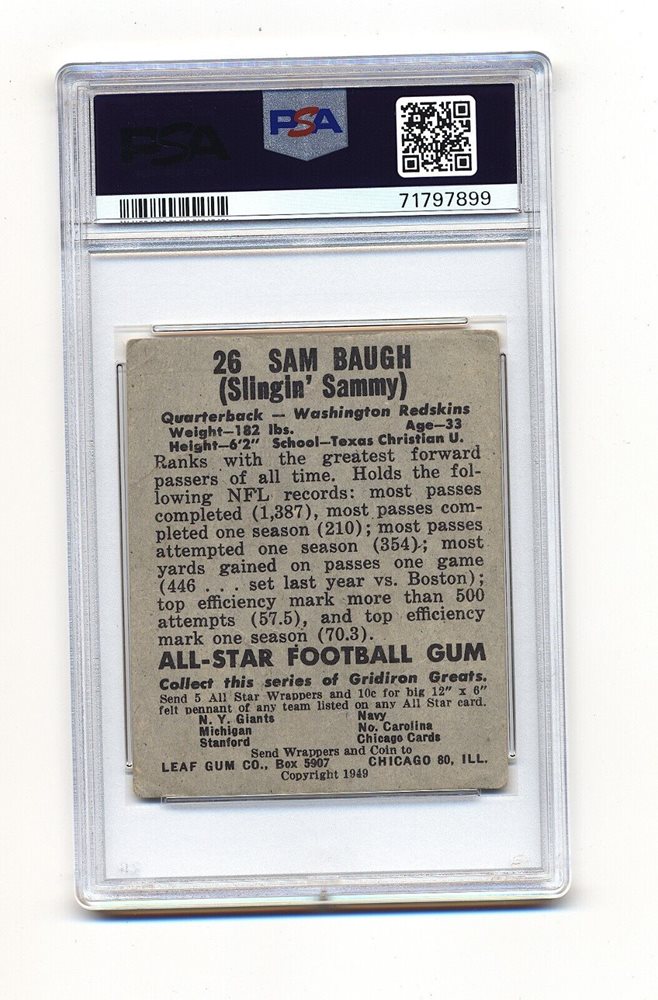 PSA
PSA
71797899
26 SAM BAUGH
(Slingin' Sammy)
Quarterback — Washington Redskins
Weight—182 lbs. Age—33
Height—6'2" School—Texas Christian U.
Ranks with the greatest forward
passers of all time. Holds the fol-
lowing NFL records: most passes
completed (1,387), most passes com-
pleted one season (210); most passes
attempted one season (354); most
yards gained on passes one game
(446 . . . set last year vs. Boston);
top efficiency mark more than 500
attempts (57.5), and top efficiency
mark one season (70.3).
ALL-STAR FOOTBALL GUM
Collect this series of Gridiron Greats.
Send 5 All Star Wrappers and 10c for big 12" x 6"
felt pennant of any team listed on any All Star card.
N. Y. Giants Navy
Michigan No. Carolina
Stanford Chicago Cards
Send Wrappers and Coin to
LEAF GUM CO., Box 5907 CHICAGO 80, ILL.
Copyright 1949